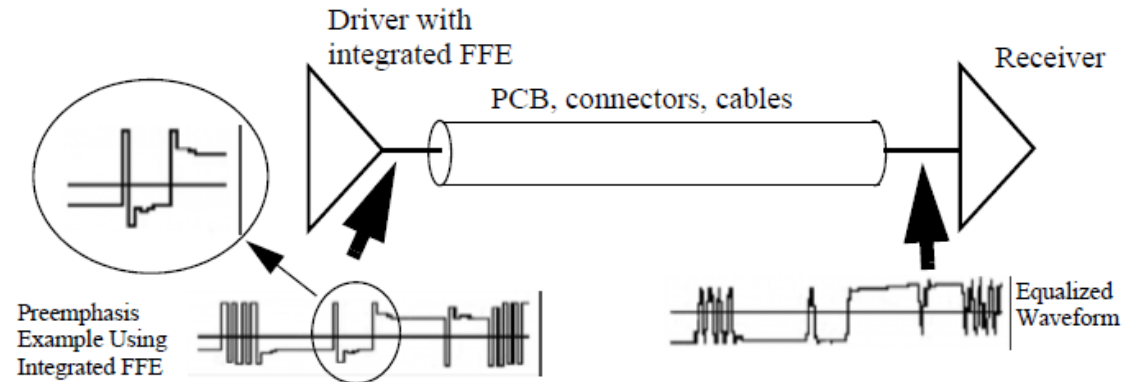 Driver with
integrated FFE
Receiver
PCB, connectors, cables
Preemphasis
Example Using
Integrated FFE
Equalized
Waveform